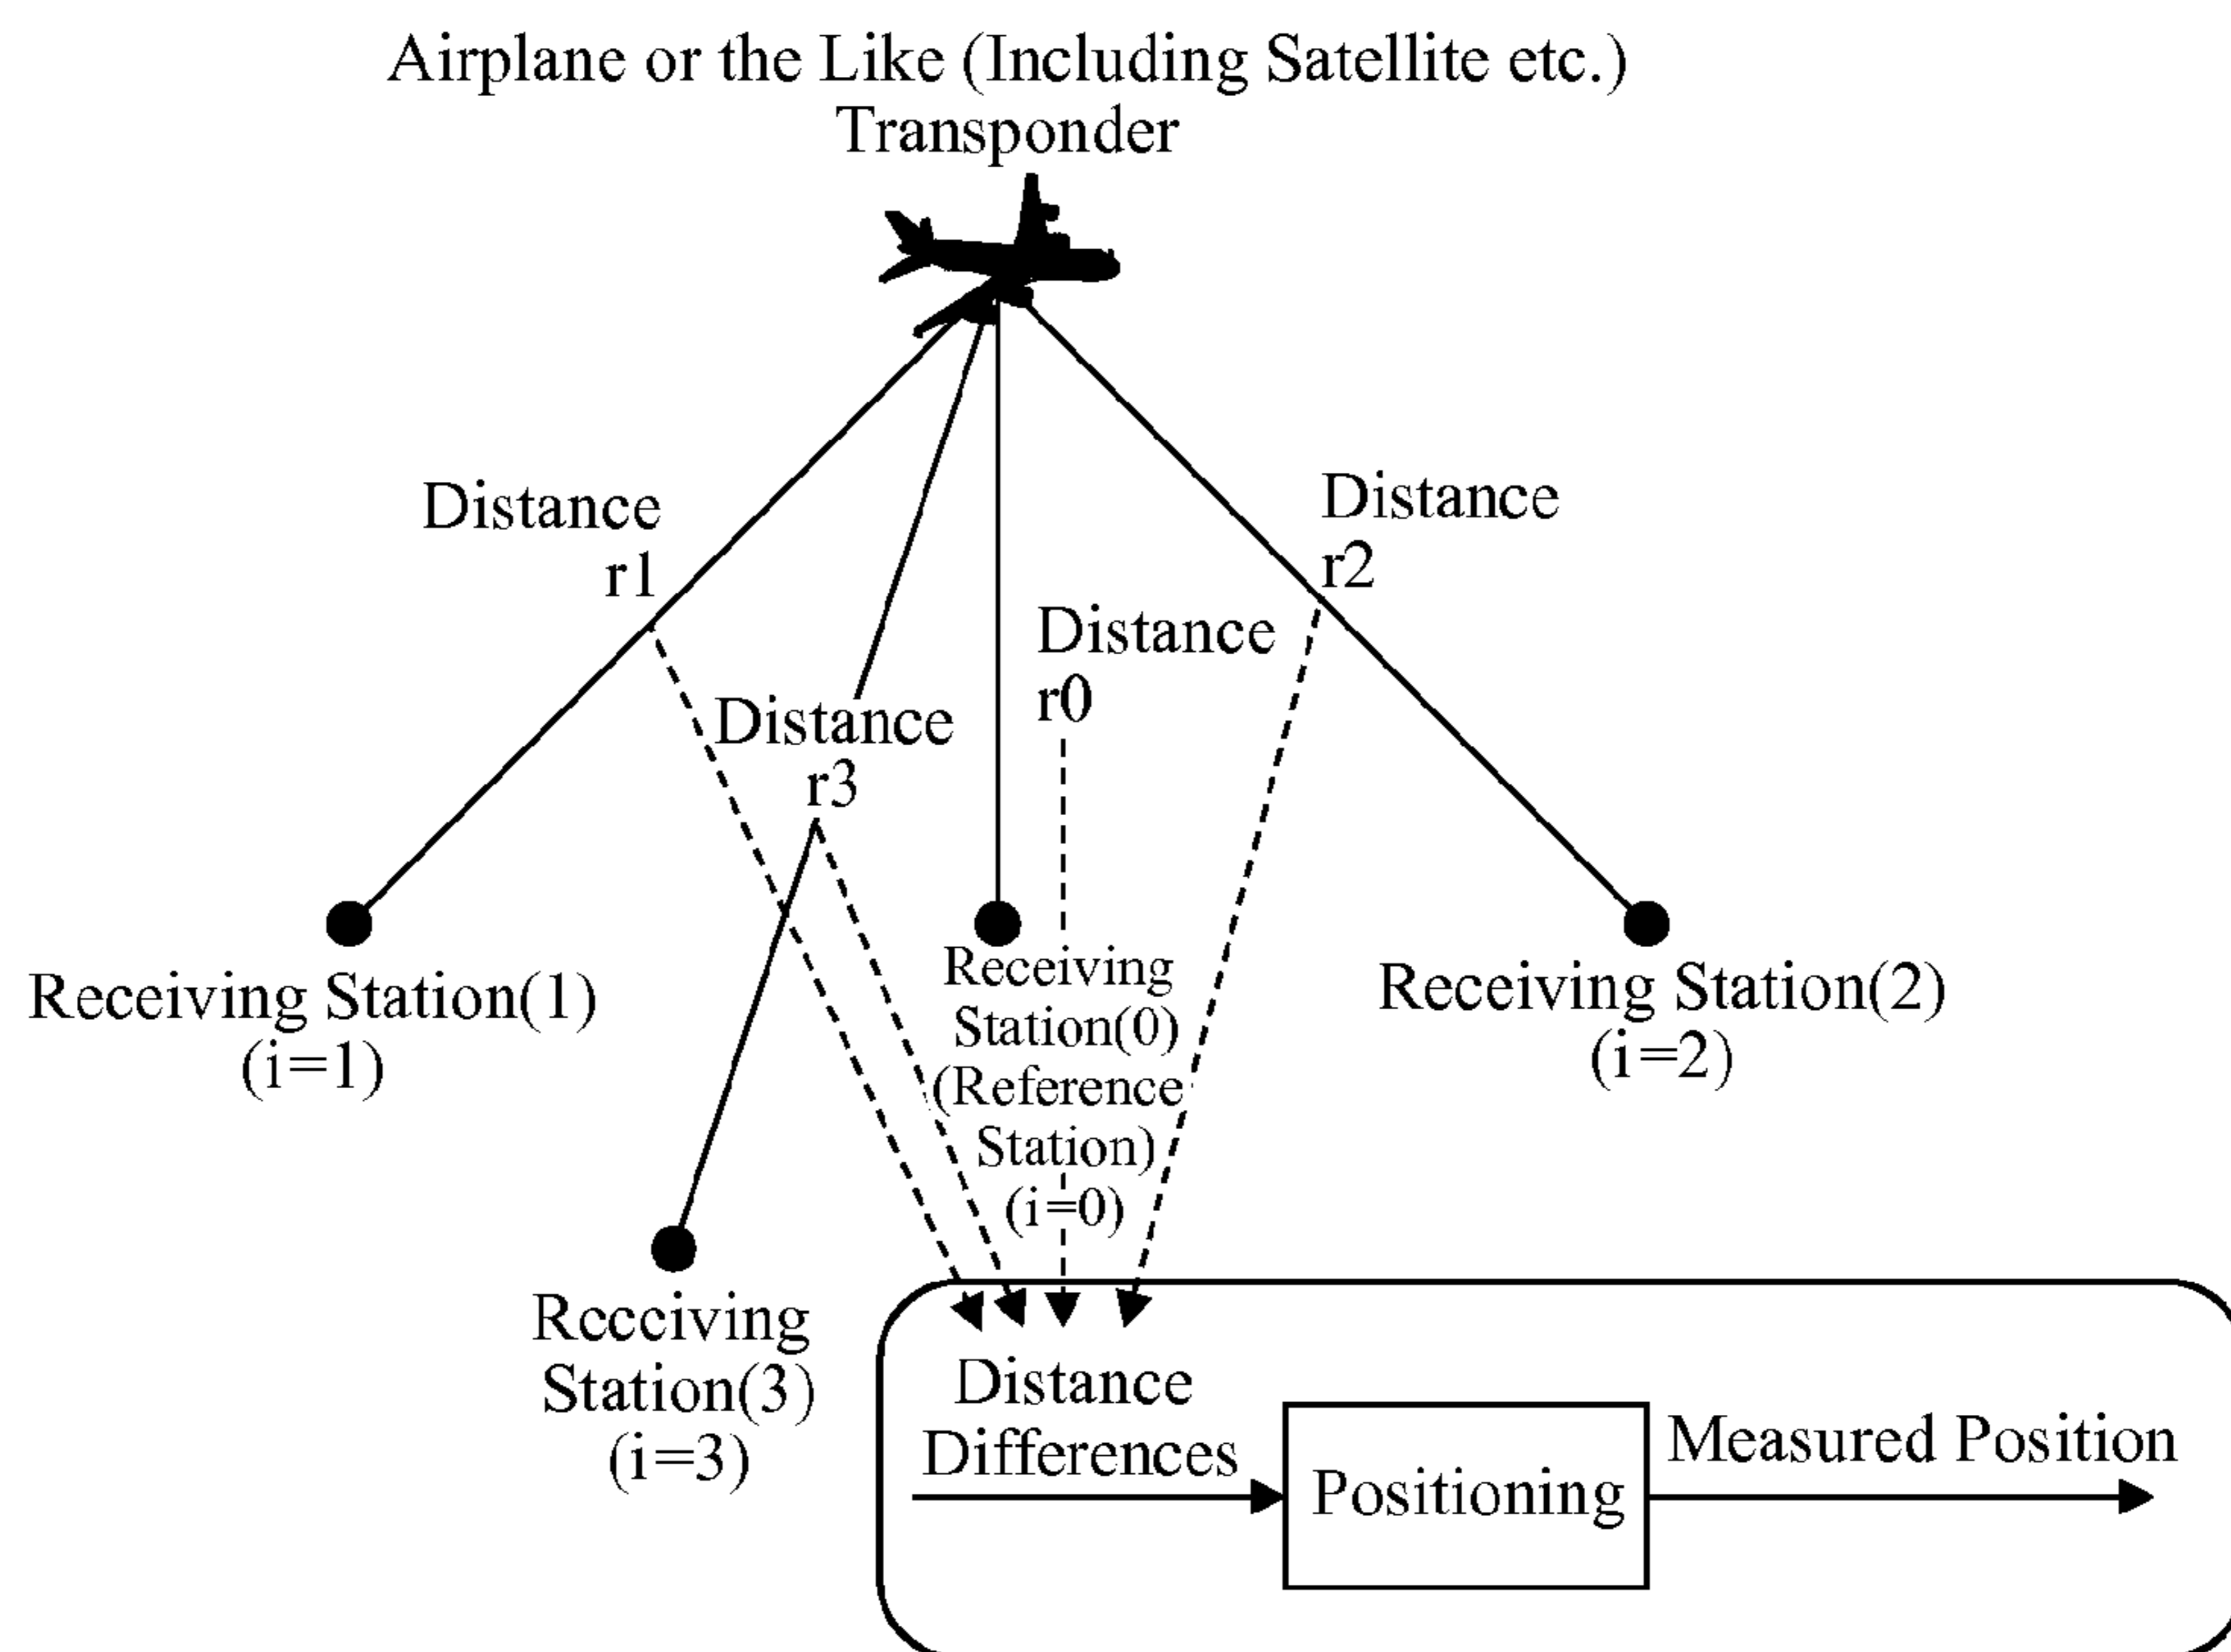 Airplane or the Like (Including Satellite etc.)
Transponder
Distance
r1
Distance
r2
Distance
r0
Distance
r3
Receiving Station(1)
(i=1)
Receiving
Station(0)
(Reference
Station)
(i=0)
Receiving Station(2)
(i=2)
Receiving
Station(3)
(i=3)
Distance
Differences
Positioning
Measured Position